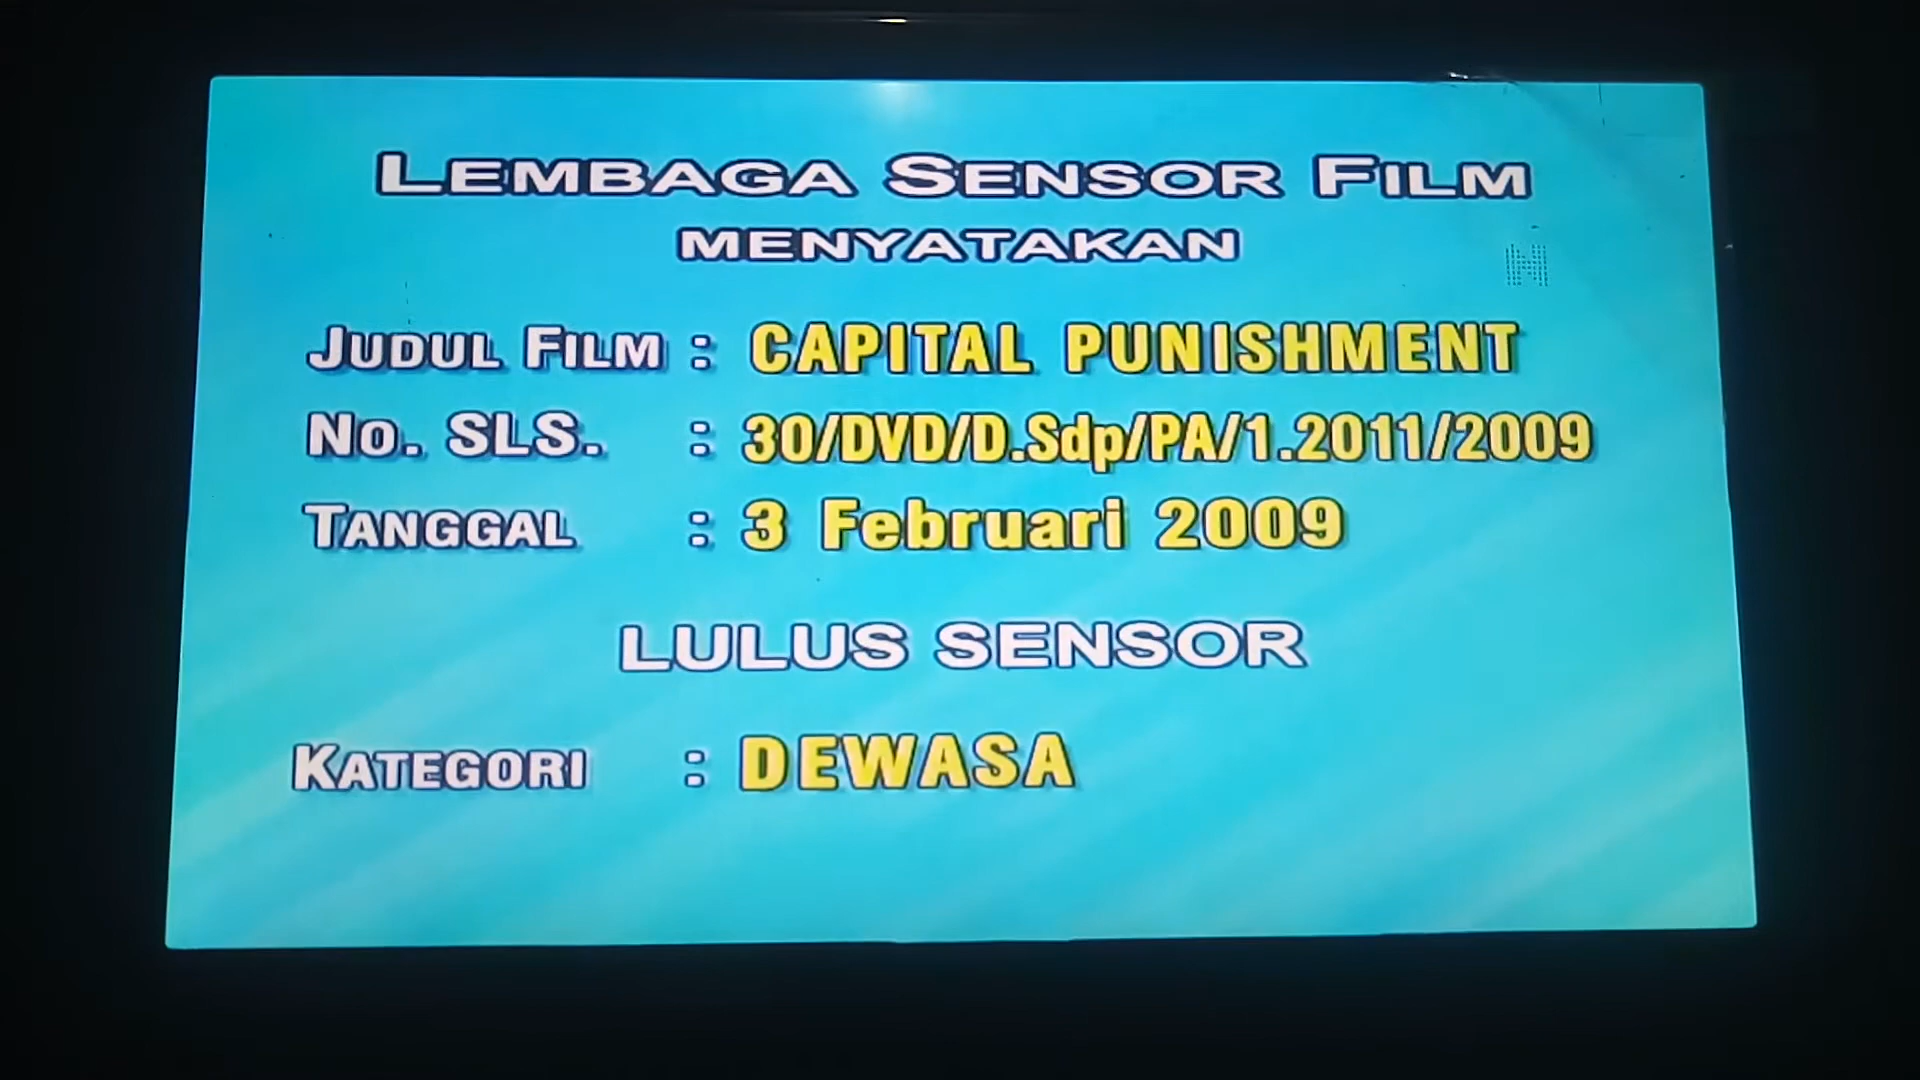 LEMBAGA SENSOR FILM
MENYATAKAN
JUDUL FILM : CAPITAL PUNISHMENT
NO. SLS. : 30/DVD/D.Sdp/PA/1.2011/2009
TANGGAL : 3 Februari 2009
LULUS SENSOR
KATEGORI : DEWASA